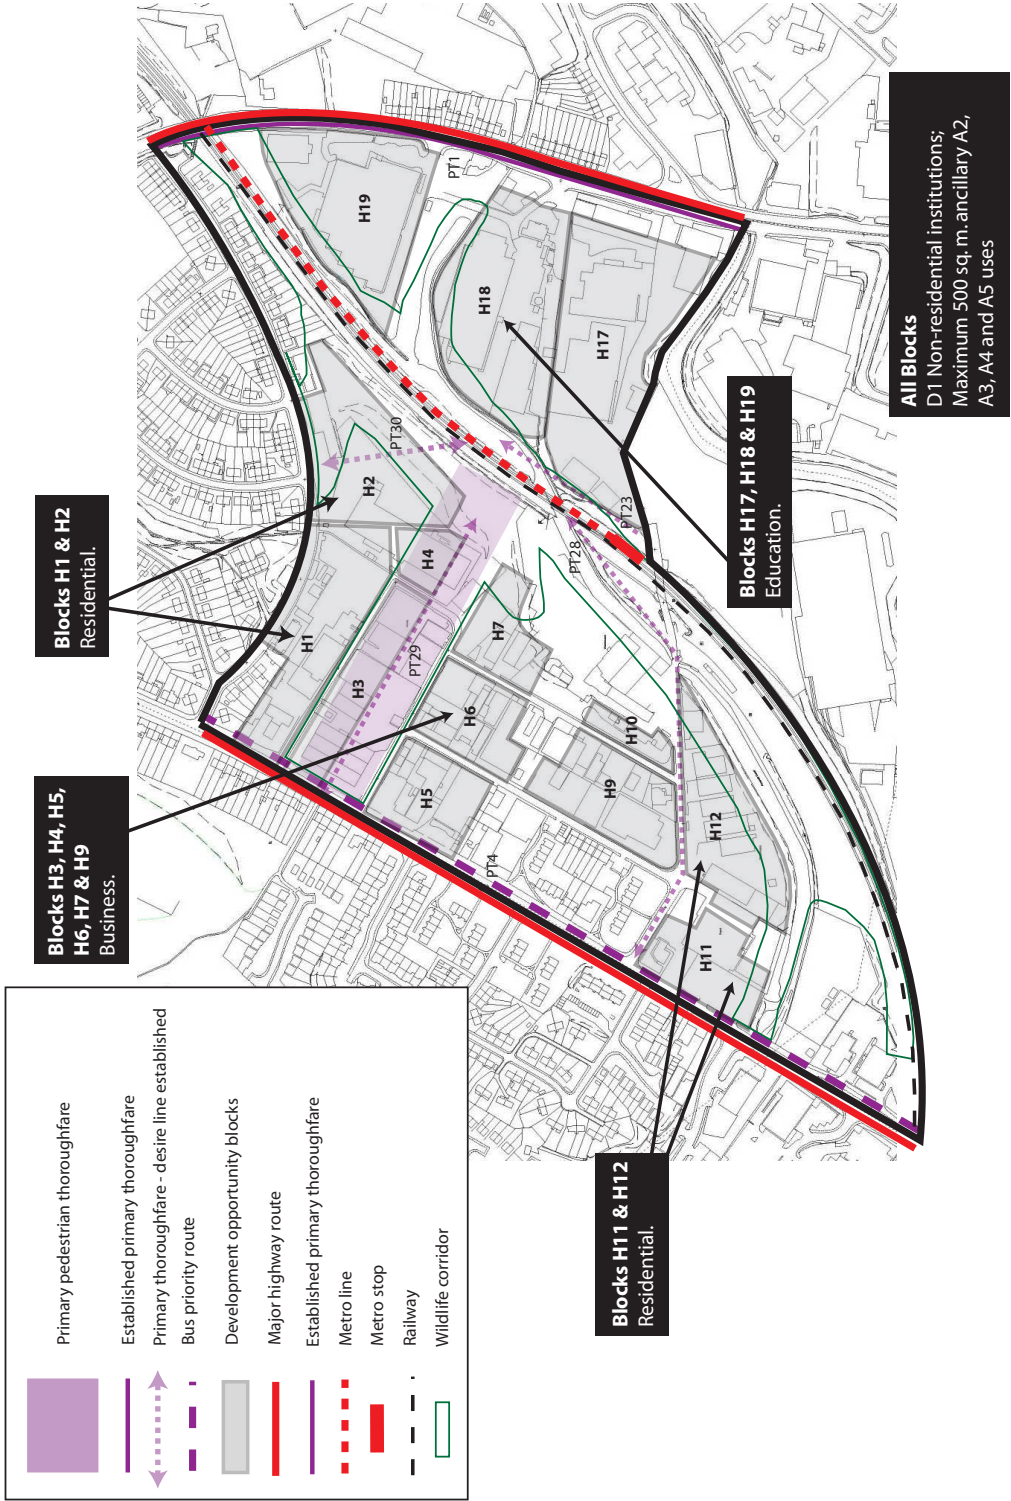 Primary pedestrian thoroughfare
Established primary thoroughfare
Primary thoroughfare - desire line established
Bus priority route
Development opportunity blocks
Major highway route
Established primary thoroughfare
Metro line
Metro stop
Railway
Wildlife corridor
Blocks H3, H4, H5,
H6, H7 & H9
Business.
Blocks H1 & H2
Residential.
Blocks H11 & H12
Residential.
Blocks H17, H18 & H19
Education.
All Blocks
D1 Non-residential institutions;
Maximum 500 sq. m. ancillary A2,
A3, A4 and A5 uses
H1
H2
H3
H4
H5
H6
H7
H9
H10
H11
H12
H17
H18
H19
PT1
PT4
PT23
PT28
PT29
PT30